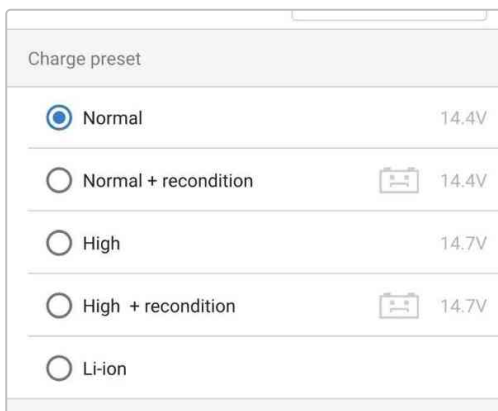 Charge preset
Normal 14.4V
Normal + recondition 14.4V
High 14.7V
High + recondition 14.7V
Li-ion